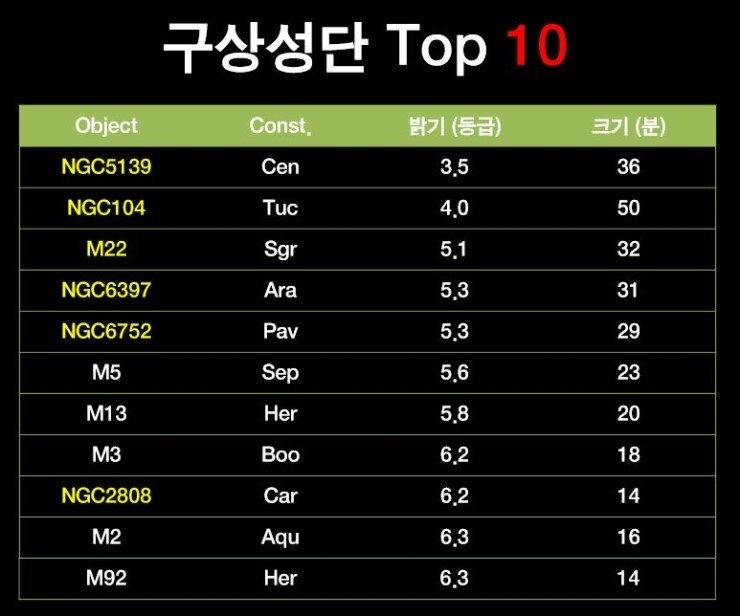 구상성단 Top 10
Object Const. 밝기 (등급) 크기 (분)
NGC5139 Cen 3.5 36
NGC104 Tuc 4.0 50
M22 Sgr 5.1 32
NGC6397 Ara 5.3 31
NGC6752 Pav 5.3 29
M5 Sep 5.6 23
M13 Her 5.8 20
M3 Boo 6.2 18
NGC2808 Car 6.2 14
M2 Aqu 6.3 16
M92 Her 6.3 14